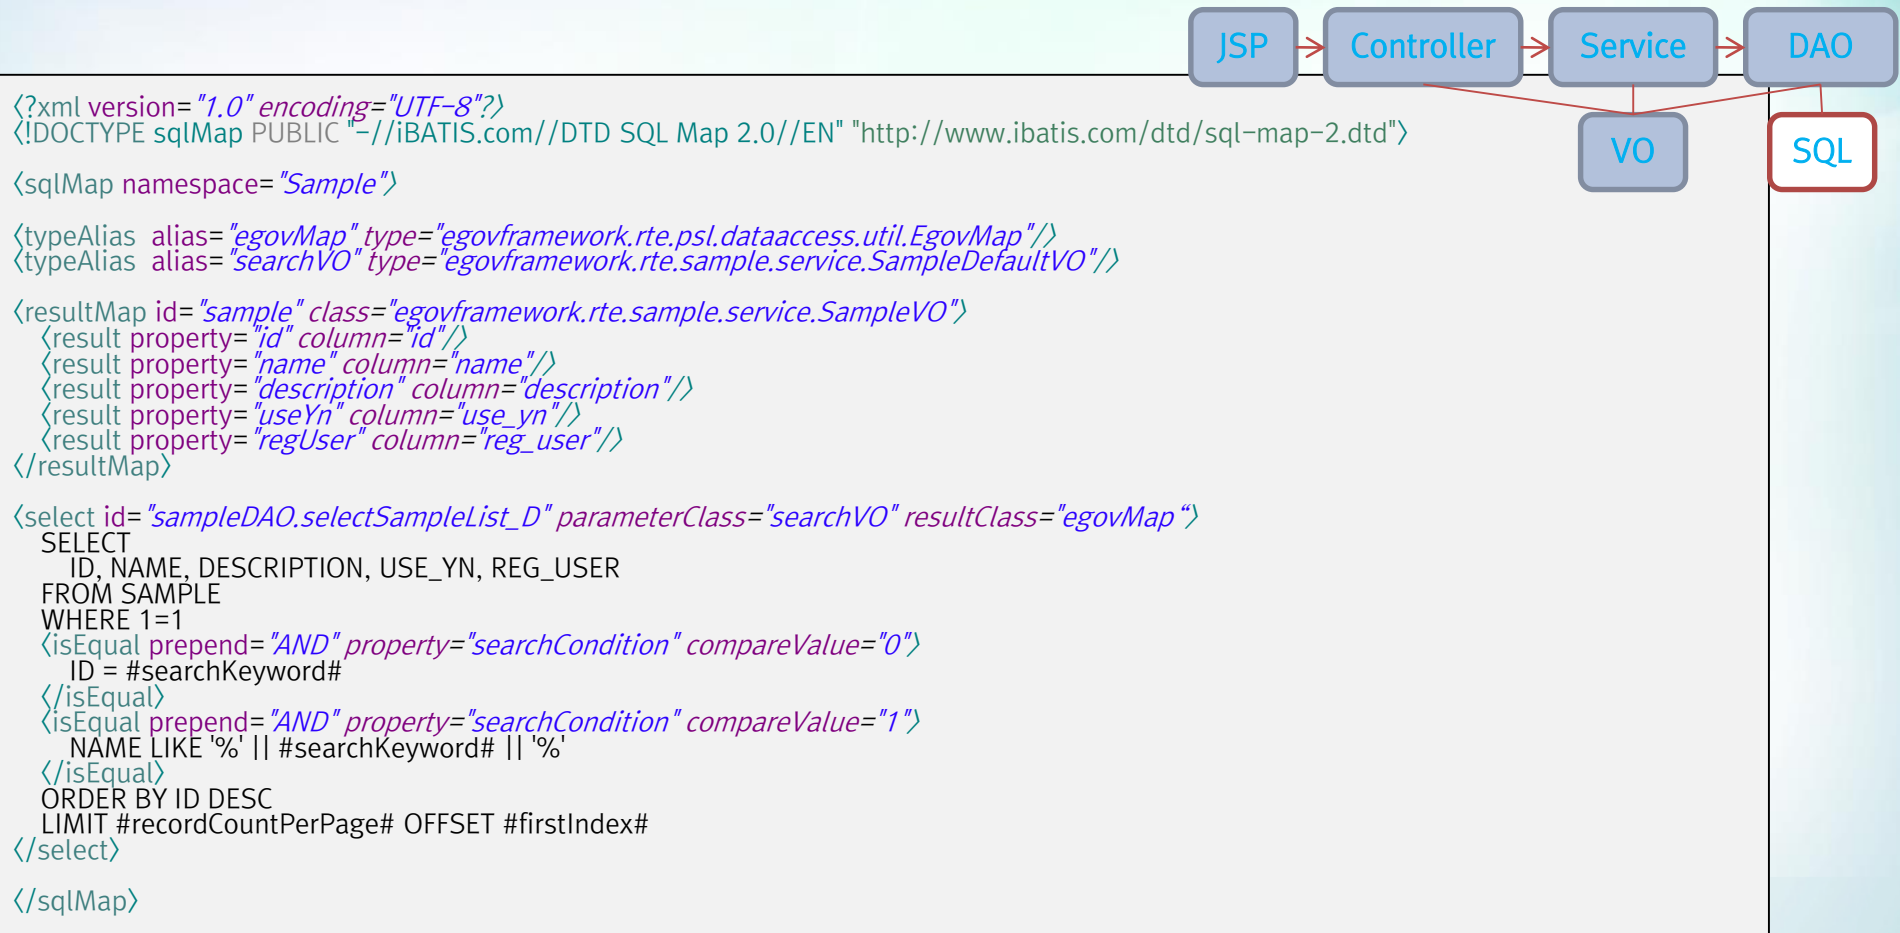 JSP
Controller
Service
DAO
VO
SQL
<?xml version="1.0" encoding="UTF-8"?>
<!DOCTYPE sqlMap PUBLIC "-//iBATIS.com//DTD SQL Map 2.0//EN" "http://www.ibatis.com/dtd/sql-map-2.dtd">
<sqlMap namespace="Sample">
<typeAlias  alias="egovMap" type="egovframework.rte.psl.dataaccess.util.EgovMap"/>
<typeAlias  alias="searchVO" type="egovframework.rte.sample.service.SampleDefaultVO"/>
<resultMap id="sample" class="egovframework.rte.sample.service.SampleVO">
<result property="id" column="id"/>
<result property="name" column="name"/>
<result property="description" column="description"/>
<result property="useYn" column="use_yn"/>
<result property="regUser" column="reg_user"/>
</resultMap>
<select id="sampleDAO.selectSampleList_D" parameterClass="searchVO" resultClass="egovMap“>
SELECT
ID, NAME, DESCRIPTION, USE_YN, REG_USER
FROM SAMPLE
WHERE 1=1
<isEqual prepend="AND" property="searchCondition" compareValue="0">
ID = #searchKeyword#
</isEqual>
<isEqual prepend="AND" property="searchCondition" compareValue="1">
NAME LIKE '%' || #searchKeyword# || '%'
</isEqual>
ORDER BY ID DESC
LIMIT #recordCountPerPage# OFFSET #firstIndex#
</select>
</sqlMap>